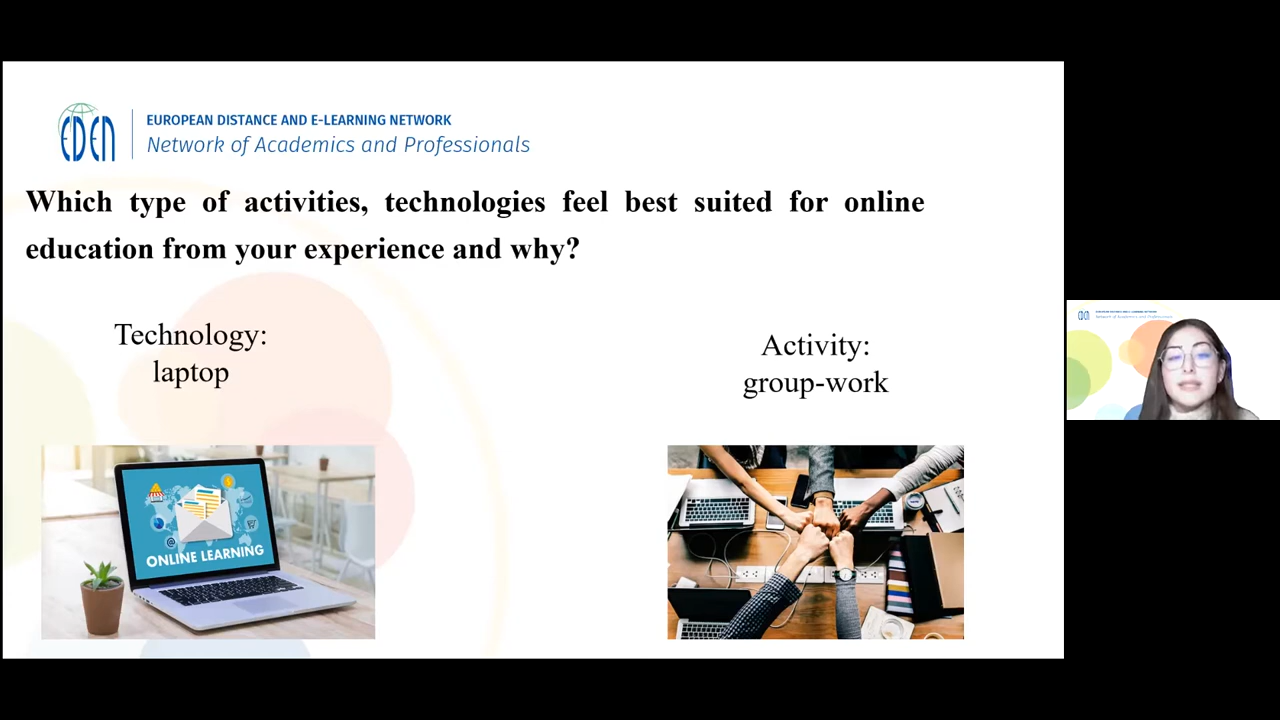 EDEN
EUROPEAN DISTANCE AND E-LEARNING NETWORK
Network of Academics and Professionals
Which type of activities, technologies feel best suited for online
education from your experience and why?
Technology:
laptop
Activity:
group-work
ONLINE LEARNING
EDEN